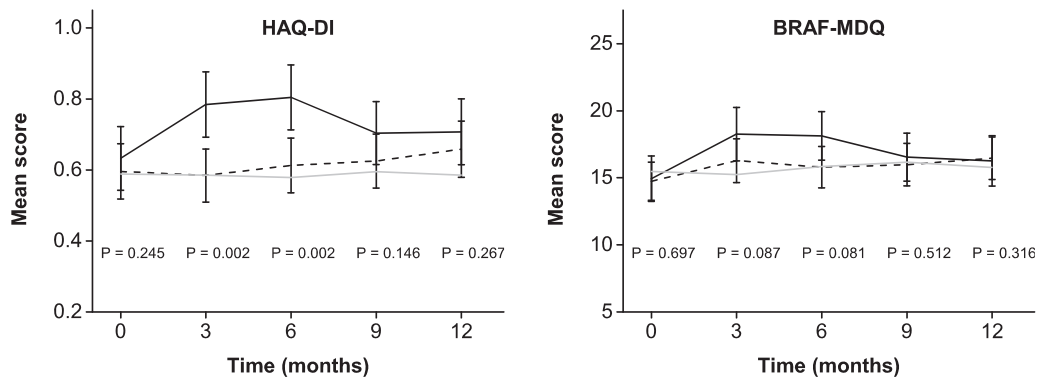 HAQ-DI
1.0
0.8
0.6
0.4
0.2
Mean score
P = 0.245 P = 0.002 P = 0.002 P = 0.146 P = 0.267
0 3 6 9 12
Time (months)
BRAF-MDQ
25
20
15
10
5
Mean score
P = 0.697 P = 0.087 P = 0.081 P = 0.512 P = 0.316
0 3 6 9 12
Time (months)